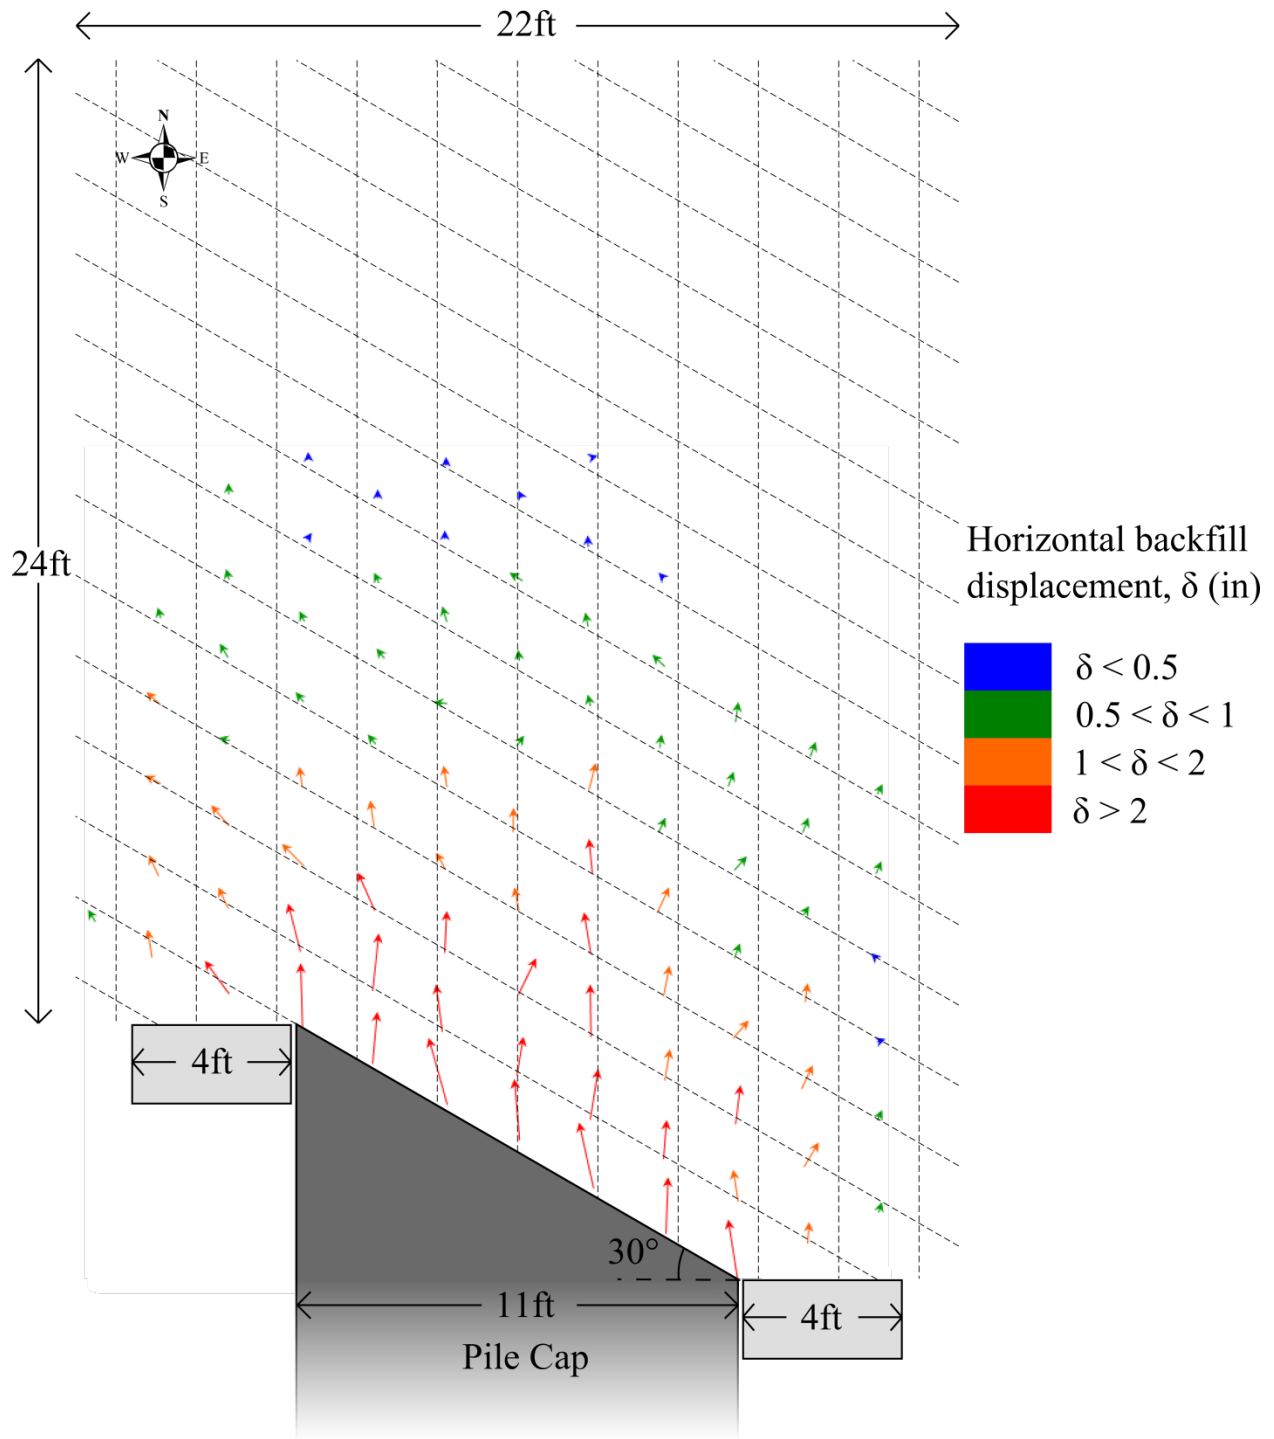 22ft
N
W E
S
24ft
Horizontal backfill
displacement, δ (in)
δ < 0.5
0.5 < δ < 1
1 < δ < 2
δ > 2
4ft
30°
11ft
4ft
Pile Cap